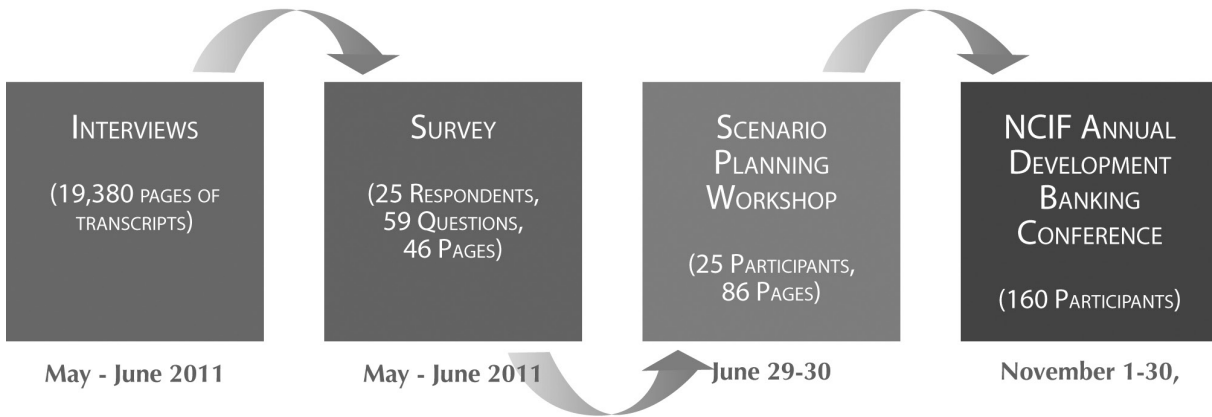 INTERVIEWS
(19,380 PAGES OF
TRANSCRIPTS)
May - June 2011
SURVEY
(25 RESPONDENTS,
59 QUESTIONS,
46 PAGES)
May - June 2011
SCENARIO
PLANNING
WORKSHOP
(25 PARTICIPANTS,
86 PAGES)
June 29-30
NCIF ANNUAL
DEVELOPMENT
BANKING
CONFERENCE
(160 PARTICIPANTS)
November 1-30,